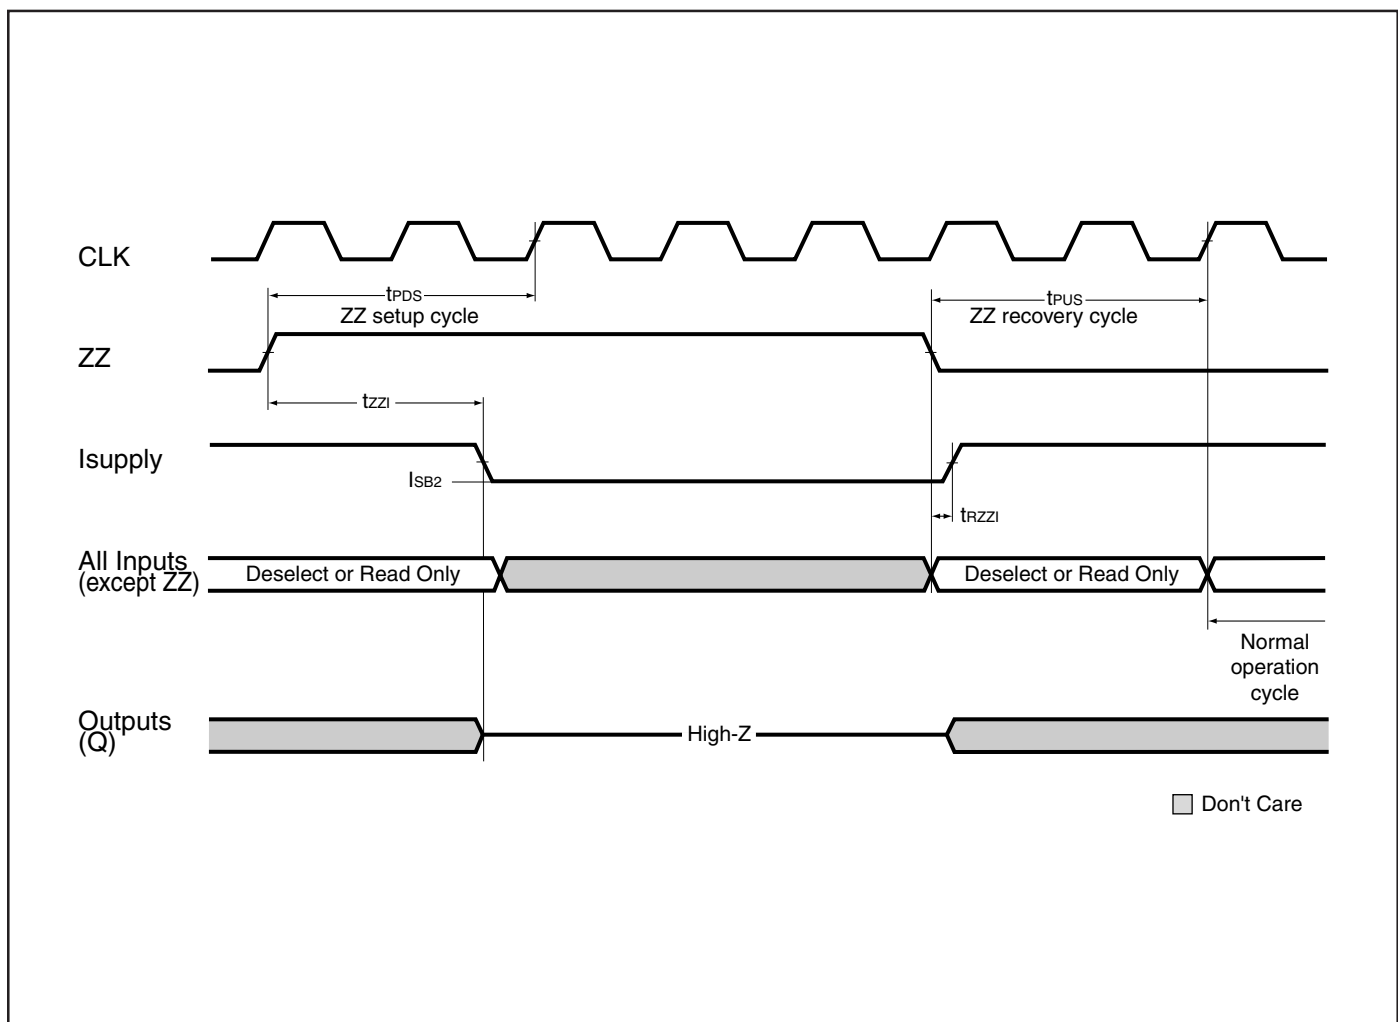 CLK
tPDS
ZZ setup cycle
tPUS
ZZ recovery cycle
ZZ
tZZI
Isupply
ISB2
tRZZI
All Inputs
(except ZZ)
Deselect or Read Only
Deselect or Read Only
Normal
operation
cycle
Outputs
(Q)
High-Z
Don't Care